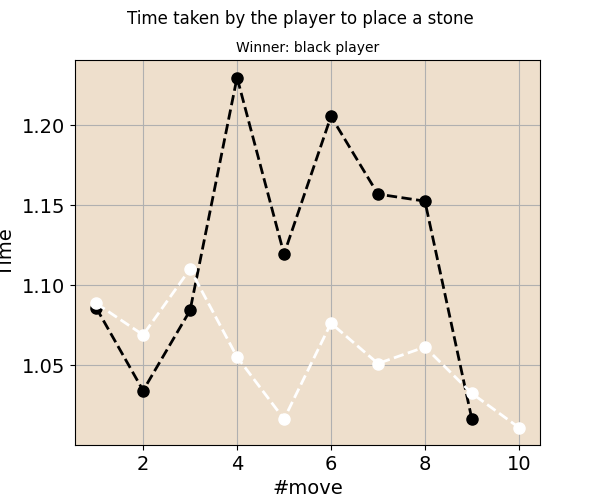 Time taken by the player to place a stone
Winner: black player
1.20
1.15
1.10
1.05
Time
2 4 6 8 10
#move